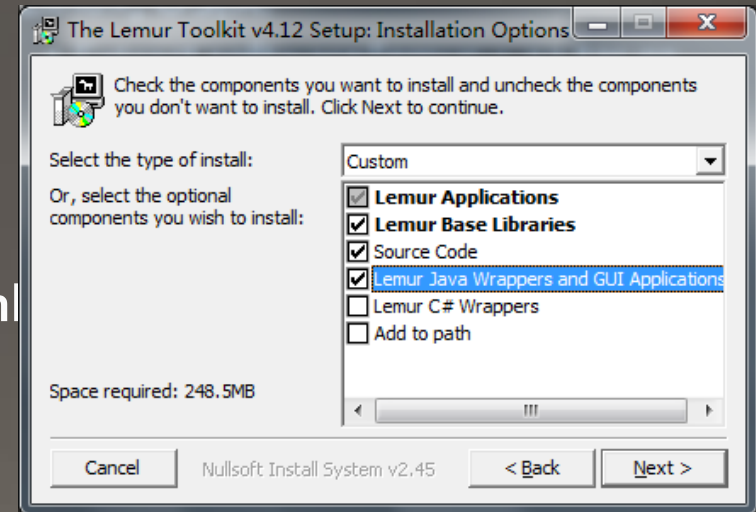 The Lemur Toolkit v4.12 Setup: Installation Options
Check the components you want to install and uncheck the components
you don't want to install. Click Next to continue.
Select the type of install:
Custom
Or, select the optional
components you wish to install:
Lemur Applications
Lemur Base Libraries
Source Code
Lemur Java Wrappers and GUI Applications
Lemur C# Wrappers
Add to path
Space required: 248.5MB
Cancel
Nullsoft Install System v2.45
< Back
Next >